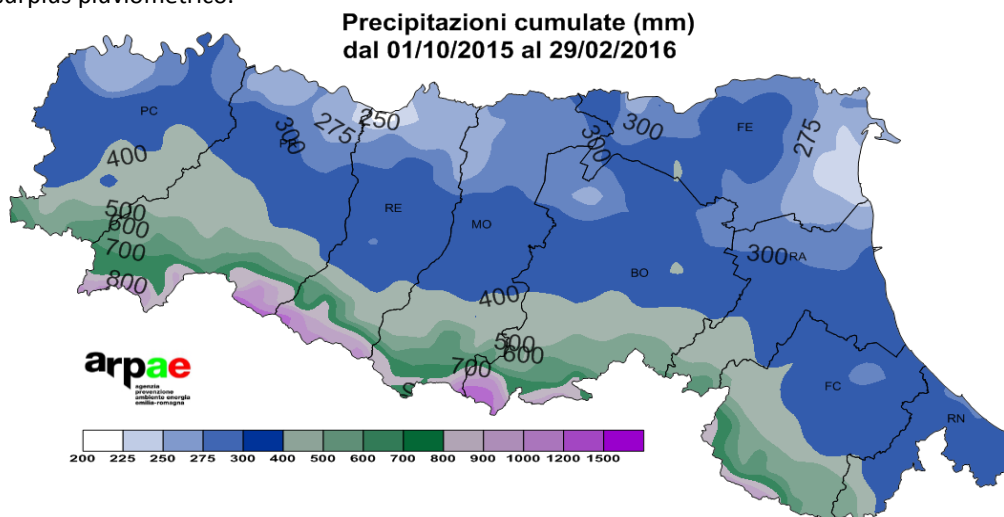 surplus pluviometrico.
Precipitazioni cumulate (mm)
dal 01/10/2015 al 29/02/2016
PC
400
500
600
700
800
300
275
250
RE
MO
300
300
FE
275
300
RA
BO
400
500
600
700
FC
RN
arpae
agenzia
prevenzione
ambiente energia
emilia-romagna
200 225 250 275 300 400 500 600 700 800 900 1000 1200 1500